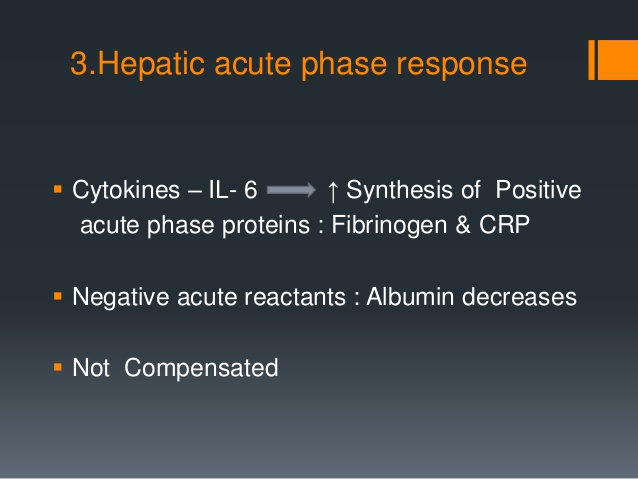 3.Hepatic acute phase response
▪ Cytokines – IL- 6 → ↑ Synthesis of Positive
acute phase proteins : Fibrinogen & CRP
▪ Negative acute reactants : Albumin decreases
▪ Not Compensated